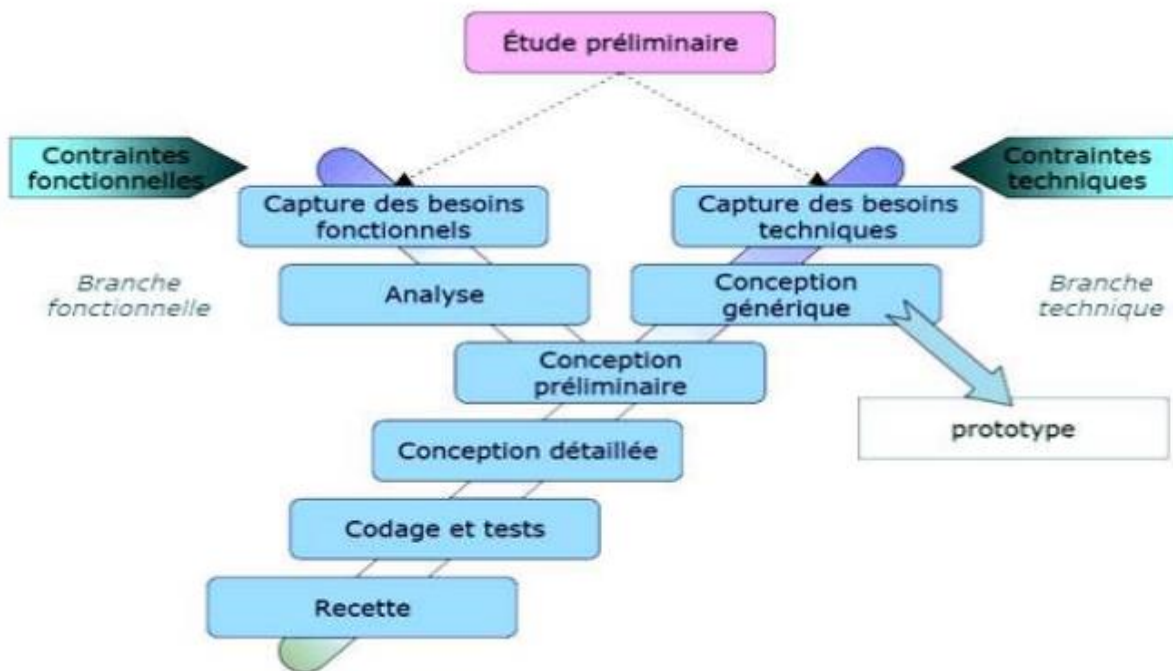 Étude préliminaire
Contraintes
fonctionnelles
Contraintes
techniques
Capture des besoins
fonctionnels
Capture des besoins
techniques
Branche
fonctionnelle
Analyse
Conception
générique
Branche
technique
Conception
préliminaire
prototype
Conception détaillée
Codage et tests
Recette